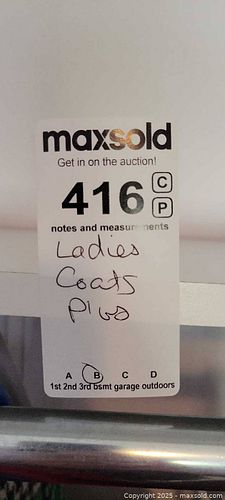 maxsold
Get in on the auction!
416 C
P
notes and measurements
Ladies
Coats
Plus
A B C D
1st 2nd 3rd bsmt garage outdoors
Copyright 2025 - maxsold.com